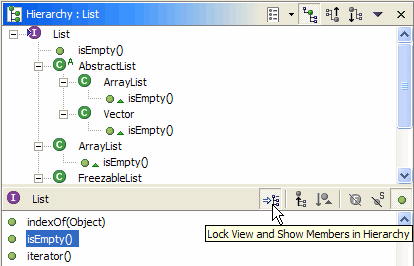 Hierarchy : List
List
isEmpty()
AbstractList
ArrayList
isEmpty()
Vector
isEmpty()
ArrayList
isEmpty()
FreezableList
List
indexOf(Object)
isEmpty()
Lock View and Show Members in Hierarchy
iterator()